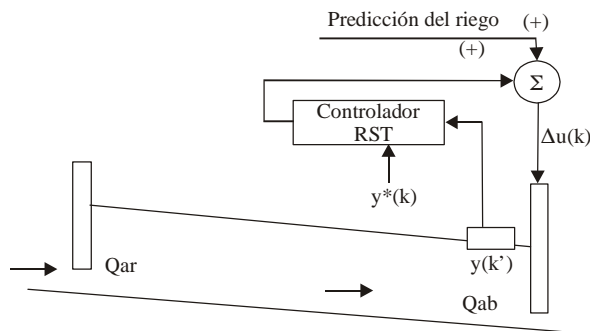 Predicción del riego
(+)
(+)
Σ
Controlador
RST
Δu(k)
y*(k)
y(k’)
Qar
Qab